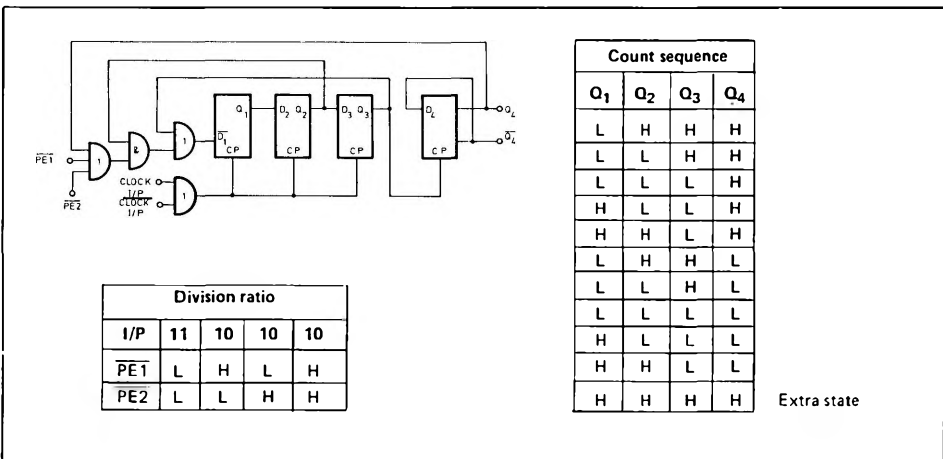 Q1 D2 Q2 D3 Q3 D4 Q4
D1 Q4
CP CP CP CP
1 & 1
PE1
PE2
CLOCK I/P 1
CLOCK I/P
Division ratio
I/P 11 10 10 10
PE1 L H L H
PE2 L L H H
Count sequence
Q1 Q2 Q3 Q4
L H H H
L L H H
L L L H
H L L H
H H L H
L H H L
L L H L
L L L L
H L L L
H H L L
H H H H Extra state